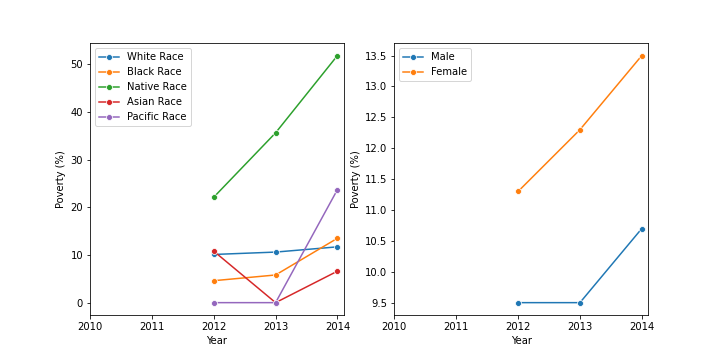 White Race
Black Race
Native Race
Asian Race
Pacific Race
50
40
30
20
10
0
Poverty (%)
2010 2011 2012 2013 2014
Year
Male
Female
13.5
13.0
12.5
12.0
11.5
11.0
10.5
10.0
9.5
Poverty (%)
2010 2011 2012 2013 2014
Year